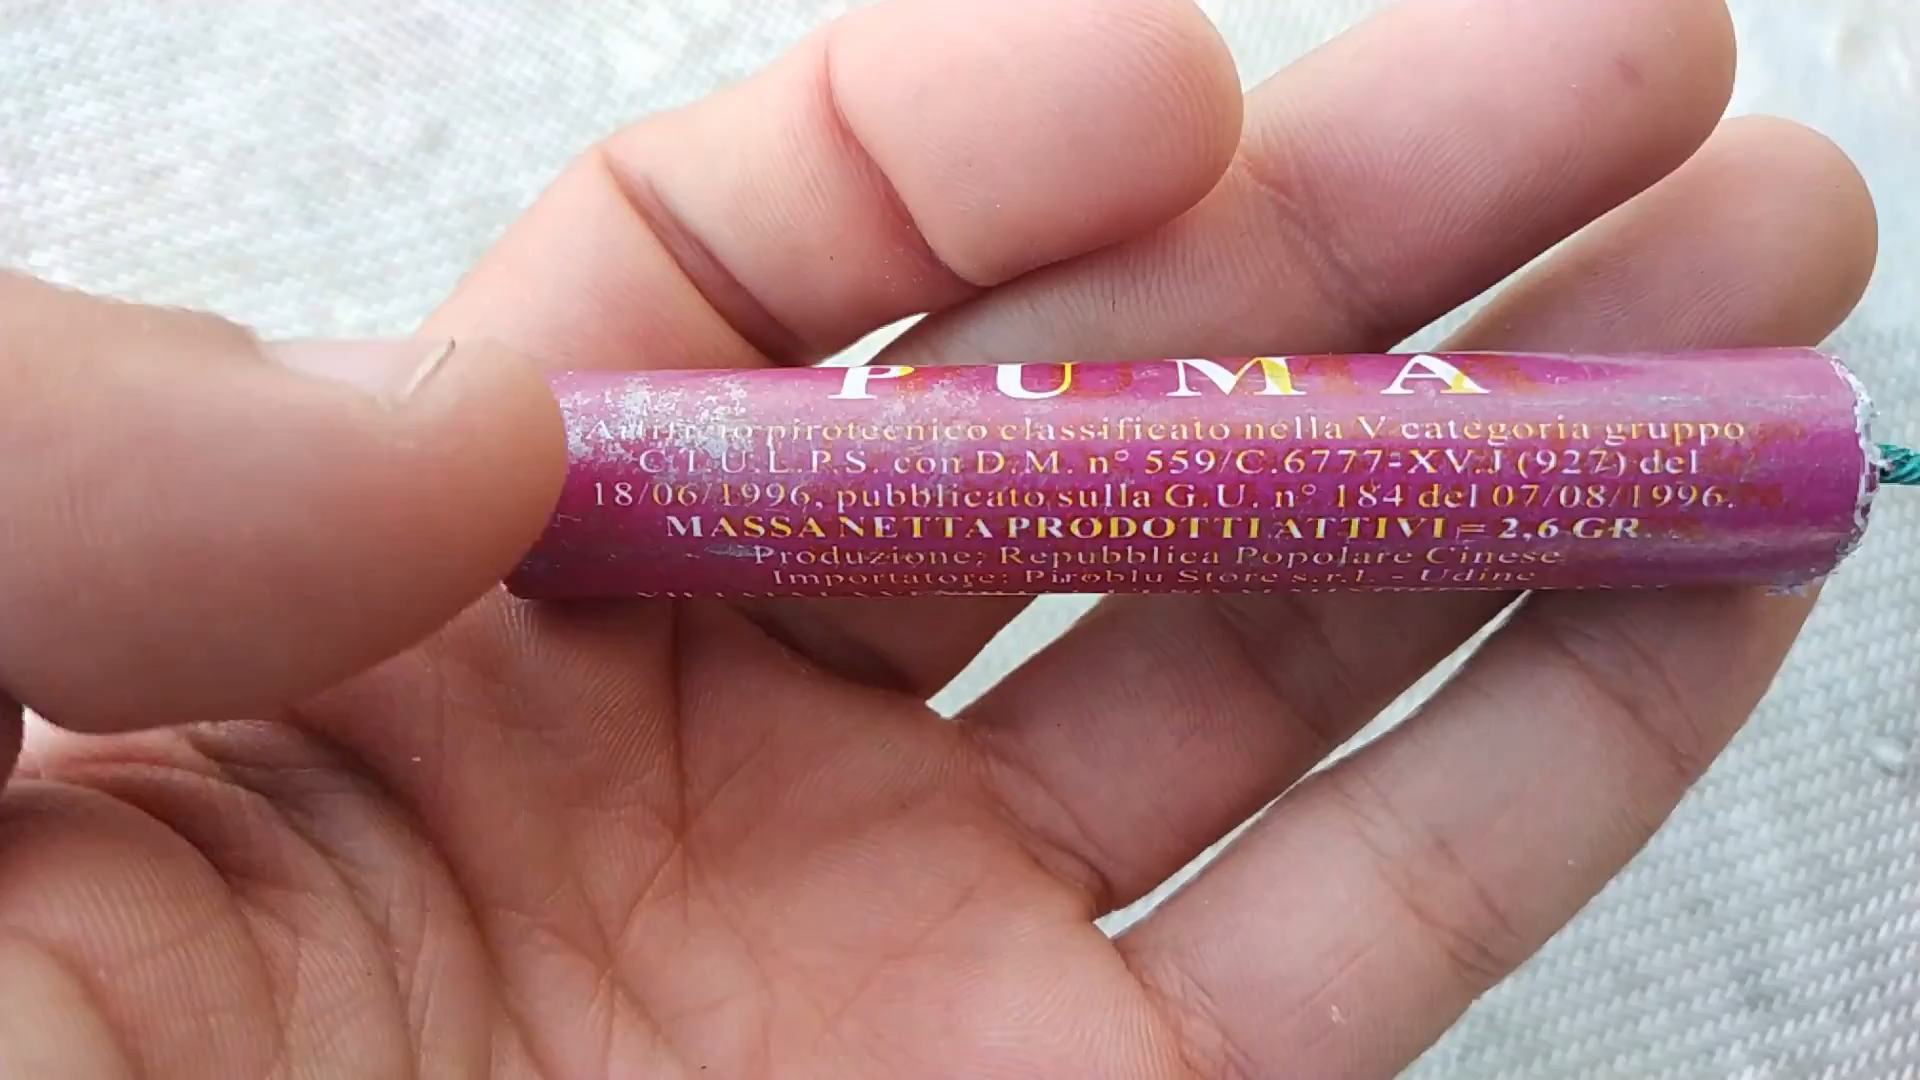 PUMA
Artificio pirotecnico classificato nella V categoria gruppo
C.T.U.L.P.S. con D.M. n° 559/C.6777-XV.J (927) del
18/06/1996, pubblicato sulla G.U. n° 184 del 07/08/1996.
MASSA NETTA PRODOTTI ATTIVI = 2,6 GR.
Produzione: Repubblica Popolare Cinese
Importatore: Piroblu Store s.r.l. - Udine